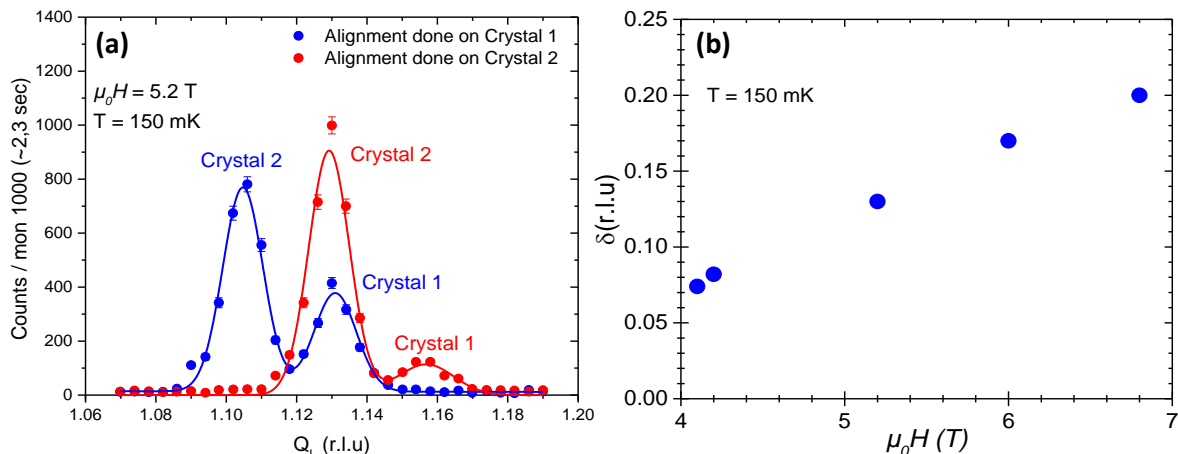 (a)
Alignment done on Crystal 1
Alignment done on Crystal 2
μ₀H = 5.2 T
T = 150 mK
Crystal 2
Crystal 2
Crystal 1
Crystal 1
Counts / mon 1000 (~2,3 sec)
1400
1200
1000
800
600
400
200
0
1.06 1.08 1.10 1.12 1.14 1.16 1.18 1.20
(r.l.u)
(b)
T = 150 mK
δ(r.l.u)
0.25
0.20
0.15
0.10
0.05
0.00
4 5 6 7
μ₀H (T)